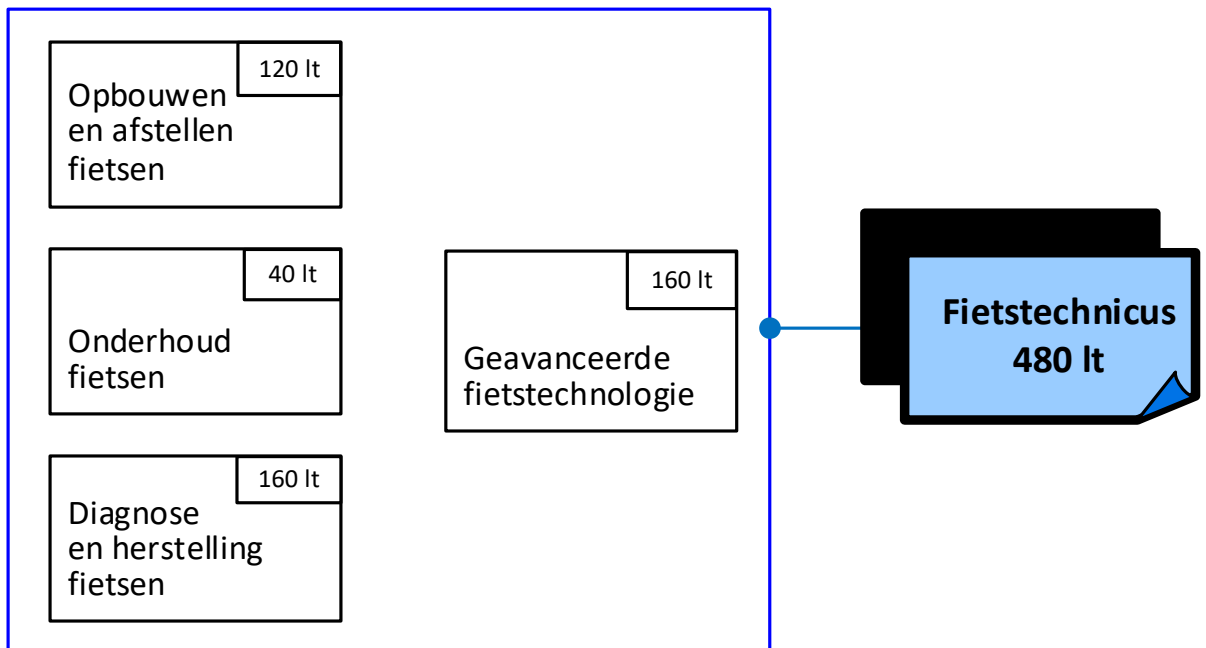 120 lt
Opbouwen
en afstellen
fietsen
40 lt
Onderhoud
fietsen
160 lt
Diagnose
en herstelling
fietsen
160 lt
Geavanceerde
fietstechnologie
Fietstechnicus
480 lt